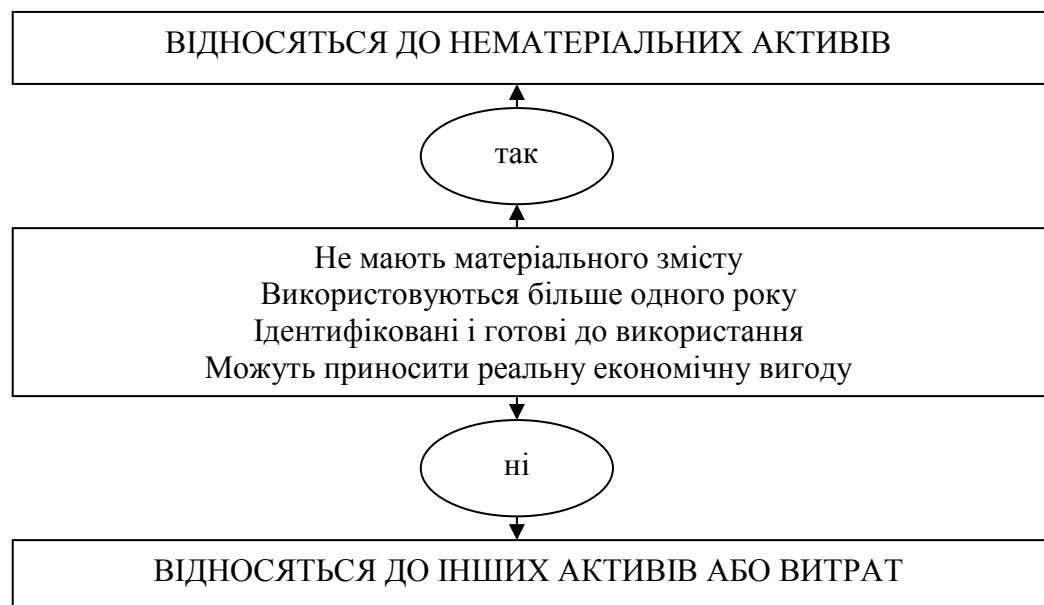 ВІДНОСЯТЬСЯ ДО НЕМАТЕРІАЛЬНИХ АКТИВІВ
так
Не мають матеріального змісту
Використовуються більше одного року
Ідентифіковані і готові до використання
Можуть приносити реальну економічну вигоду
ні
ВІДНОСЯТЬСЯ ДО ІНШИХ АКТИВІВ АБО ВИТРАТ